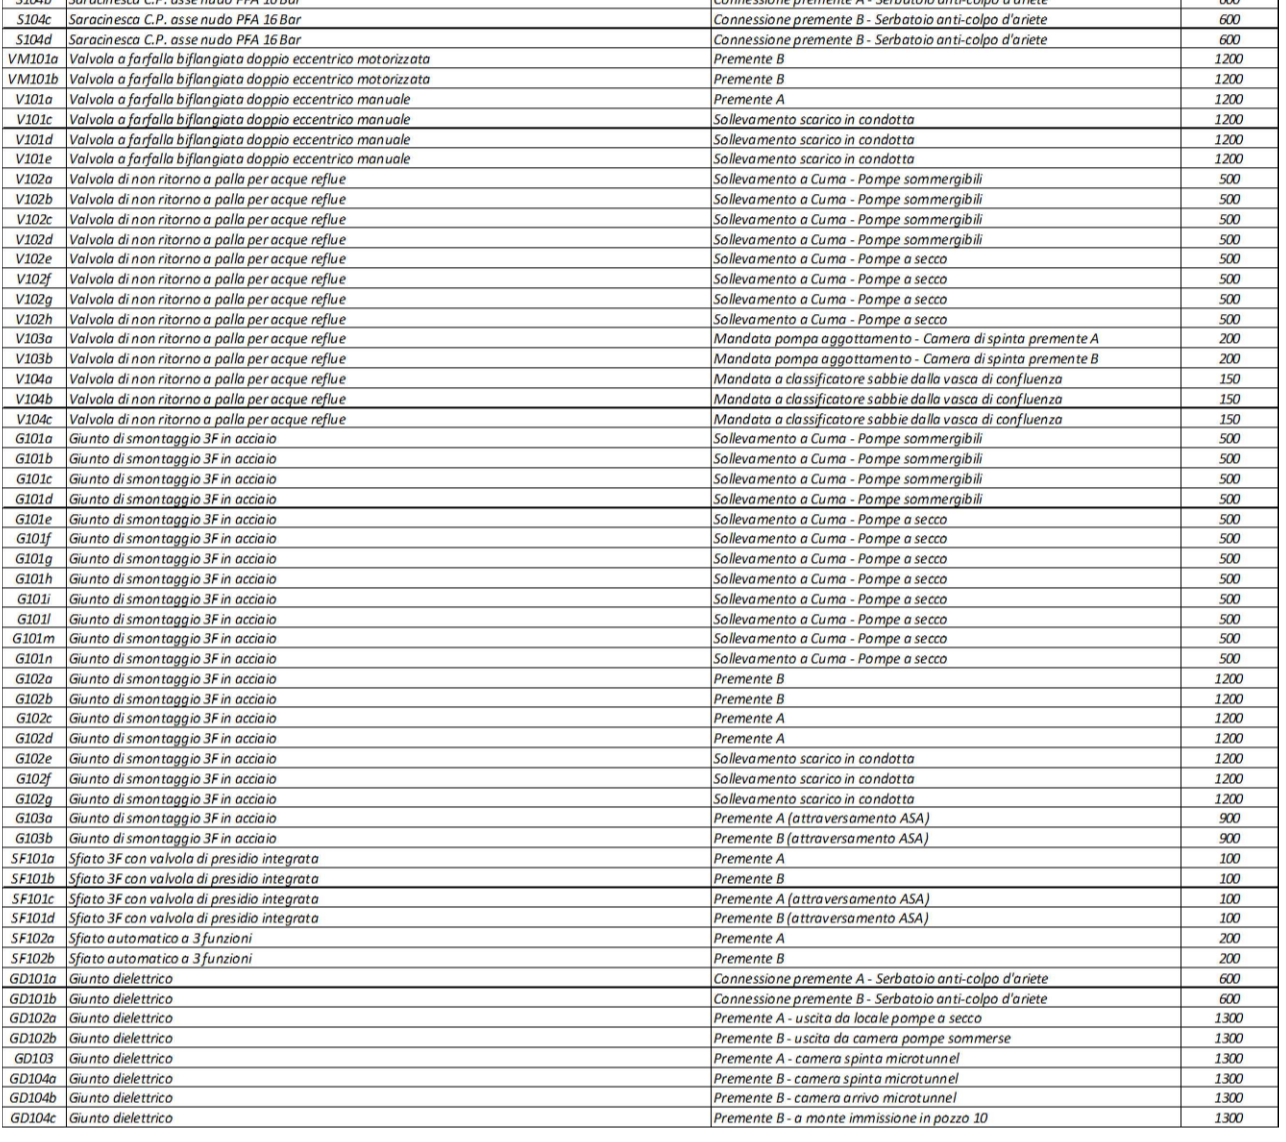 S104b Saracinesca C.P. asse nudo PFA 16 Bar Connessione premente A - Serbatoio anti-colpo d'ariete 600
S104c Saracinesca C.P. asse nudo PFA 16 Bar Connessione premente B - Serbatoio anti-colpo d'ariete 600
S104d Saracinesca C.P. asse nudo PFA 16 Bar Connessione premente B - Serbatoio anti-colpo d'ariete 600
VM101a Valvola a farfalla biflangiata doppio eccentrico motorizzata Premente B 1200
VM101b Valvola a farfalla biflangiata doppio eccentrico motorizzata Premente B 1200
V101a Valvola a farfalla biflangiata doppio eccentrico manuale Premente A 1200
V101c Valvola a farfalla biflangiata doppio eccentrico manuale Sollevamento scarico in condotta 1200
V101d Valvola a farfalla biflangiata doppio eccentrico manuale Sollevamento scarico in condotta 1200
V101e Valvola a farfalla biflangiata doppio eccentrico manuale Sollevamento scarico in condotta 1200
V102a Valvola di non ritorno a palla per acque reflue Sollevamento a Cuma - Pompe sommergibili 500
V102b Valvola di non ritorno a palla per acque reflue Sollevamento a Cuma - Pompe sommergibili 500
V102c Valvola di non ritorno a palla per acque reflue Sollevamento a Cuma - Pompe sommergibili 500
V102d Valvola di non ritorno a palla per acque reflue Sollevamento a Cuma - Pompe sommergibili 500
V102e Valvola di non ritorno a palla per acque reflue Sollevamento a Cuma - Pompe a secco 500
V102f Valvola di non ritorno a palla per acque reflue Sollevamento a Cuma - Pompe a secco 500
V102g Valvola di non ritorno a palla per acque reflue Sollevamento a Cuma - Pompe a secco 500
V102h Valvola di non ritorno a palla per acque reflue Sollevamento a Cuma - Pompe a secco 500
V103a Valvola di non ritorno a palla per acque reflue Mandata pompa aggottamento - Camera di spinta premente A 200
V103b Valvola di non ritorno a palla per acque reflue Mandata pompa aggottamento - Camera di spinta premente B 200
V104a Valvola di non ritorno a palla per acque reflue Mandata a classificatore sabbie dalla vasca di confluenza 150
V104b Valvola di non ritorno a palla per acque reflue Mandata a classificatore sabbie dalla vasca di confluenza 150
V104c Valvola di non ritorno a palla per acque reflue Mandata a classificatore sabbie dalla vasca di confluenza 150
G101a Giunto di smontaggio 3F in acciaio Sollevamento a Cuma - Pompe sommergibili 500
G101b Giunto di smontaggio 3F in acciaio Sollevamento a Cuma - Pompe sommergibili 500
G101c Giunto di smontaggio 3F in acciaio Sollevamento a Cuma - Pompe sommergibili 500
G101d Giunto di smontaggio 3F in acciaio Sollevamento a Cuma - Pompe sommergibili 500
G101e Giunto di smontaggio 3F in acciaio Sollevamento a Cuma - Pompe a secco 500
G101f Giunto di smontaggio 3F in acciaio Sollevamento a Cuma - Pompe a secco 500
G101g Giunto di smontaggio 3F in acciaio Sollevamento a Cuma - Pompe a secco 500
G101h Giunto di smontaggio 3F in acciaio Sollevamento a Cuma - Pompe a secco 500
G101i Giunto di smontaggio 3F in acciaio Sollevamento a Cuma - Pompe a secco 500
G101l Giunto di smontaggio 3F in acciaio Sollevamento a Cuma - Pompe a secco 500
G101m Giunto di smontaggio 3F in acciaio Sollevamento a Cuma - Pompe a secco 500
G101n Giunto di smontaggio 3F in acciaio Sollevamento a Cuma - Pompe a secco 500
G102a Giunto di smontaggio 3F in acciaio Premente B 1200
G102b Giunto di smontaggio 3F in acciaio Premente B 1200
G102c Giunto di smontaggio 3F in acciaio Premente A 1200
G102d Giunto di smontaggio 3F in acciaio Premente A 1200
G102e Giunto di smontaggio 3F in acciaio Sollevamento scarico in condotta 1200
G102f Giunto di smontaggio 3F in acciaio Sollevamento scarico in condotta 1200
G102g Giunto di smontaggio 3F in acciaio Sollevamento scarico in condotta 1200
G103a Giunto di smontaggio 3F in acciaio Premente A (attraversamento ASA) 900
G103b Giunto di smontaggio 3F in acciaio Premente B (attraversamento ASA) 900
SF101a Sfiato 3F con valvola di presidio integrata Premente A 100
SF101b Sfiato 3F con valvola di presidio integrata Premente B 100
SF101c Sfiato 3F con valvola di presidio integrata Premente A (attraversamento ASA) 100
SF101d Sfiato 3F con valvola di presidio integrata Premente B (attraversamento ASA) 100
SF102a Sfiato automatico a 3 funzioni Premente A 200
SF102b Sfiato automatico a 3 funzioni Premente B 200
GD101a Giunto dielettrico Connessione premente A - Serbatoio anti-colpo d'ariete 600
GD101b Giunto dielettrico Connessione premente B - Serbatoio anti-colpo d'ariete 600
GD102a Giunto dielettrico Premente A - uscita da locale pompe a secco 1300
GD102b Giunto dielettrico Premente B - uscita da camera pompe sommerse 1300
GD103 Giunto dielettrico Premente A - camera spinta microtunnel 1300
GD104a Giunto dielettrico Premente B - camera spinta microtunnel 1300
GD104b Giunto dielettrico Premente B - camera arrivo microtunnel 1300
GD104c Giunto dielettrico Premente B - a monte immissione in pozzo 10 1300